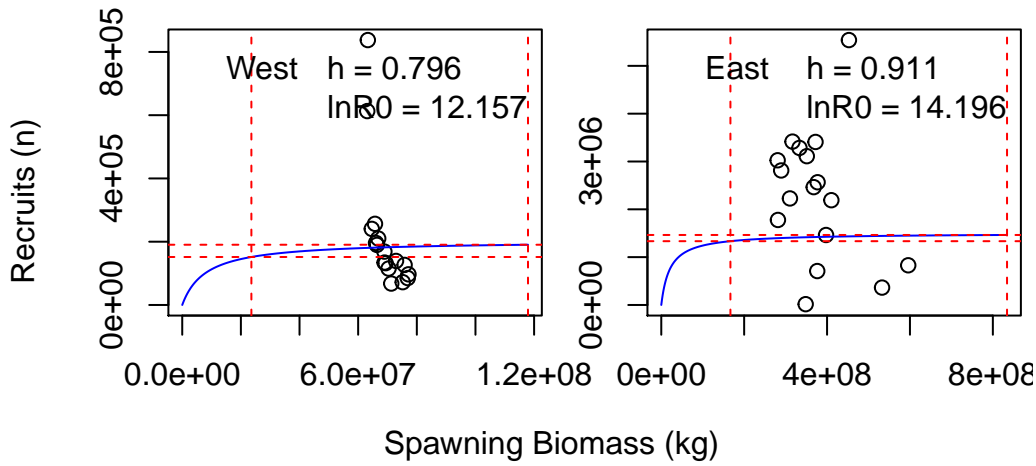 8e+05
4e+05
0e+00
Recruits (n)
West h = 0.796
lnR0 = 12.157
0.0e+00 6.0e+07 1.2e+08
3e+06
0e+00
East h = 0.911
lnR0 = 14.196
0e+00 4e+08 8e+08
Spawning Biomass (kg)